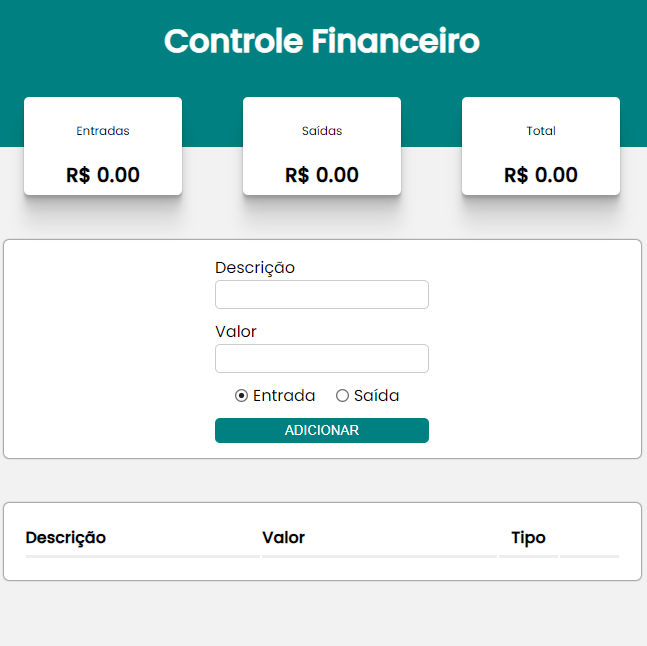 Controle Financeiro
Entradas
R$ 0.00
Saídas
R$ 0.00
Total
R$ 0.00
Descrição
Valor
Entrada Saída
ADICIONAR
Descrição Valor Tipo